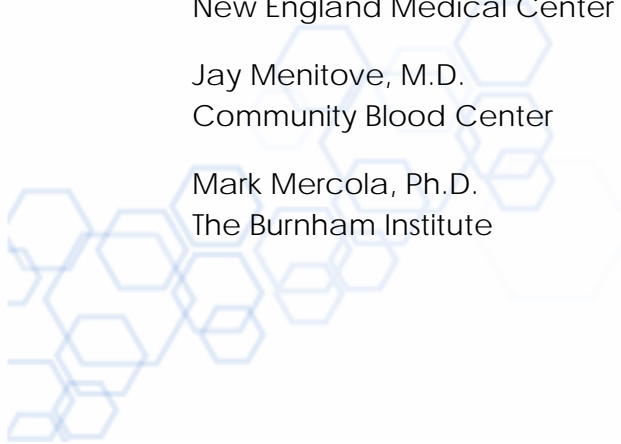 New England Medical Center
Jay Menitove, M.D.
Community Blood Center
Mark Mercola, Ph.D.
The Burnham Institute